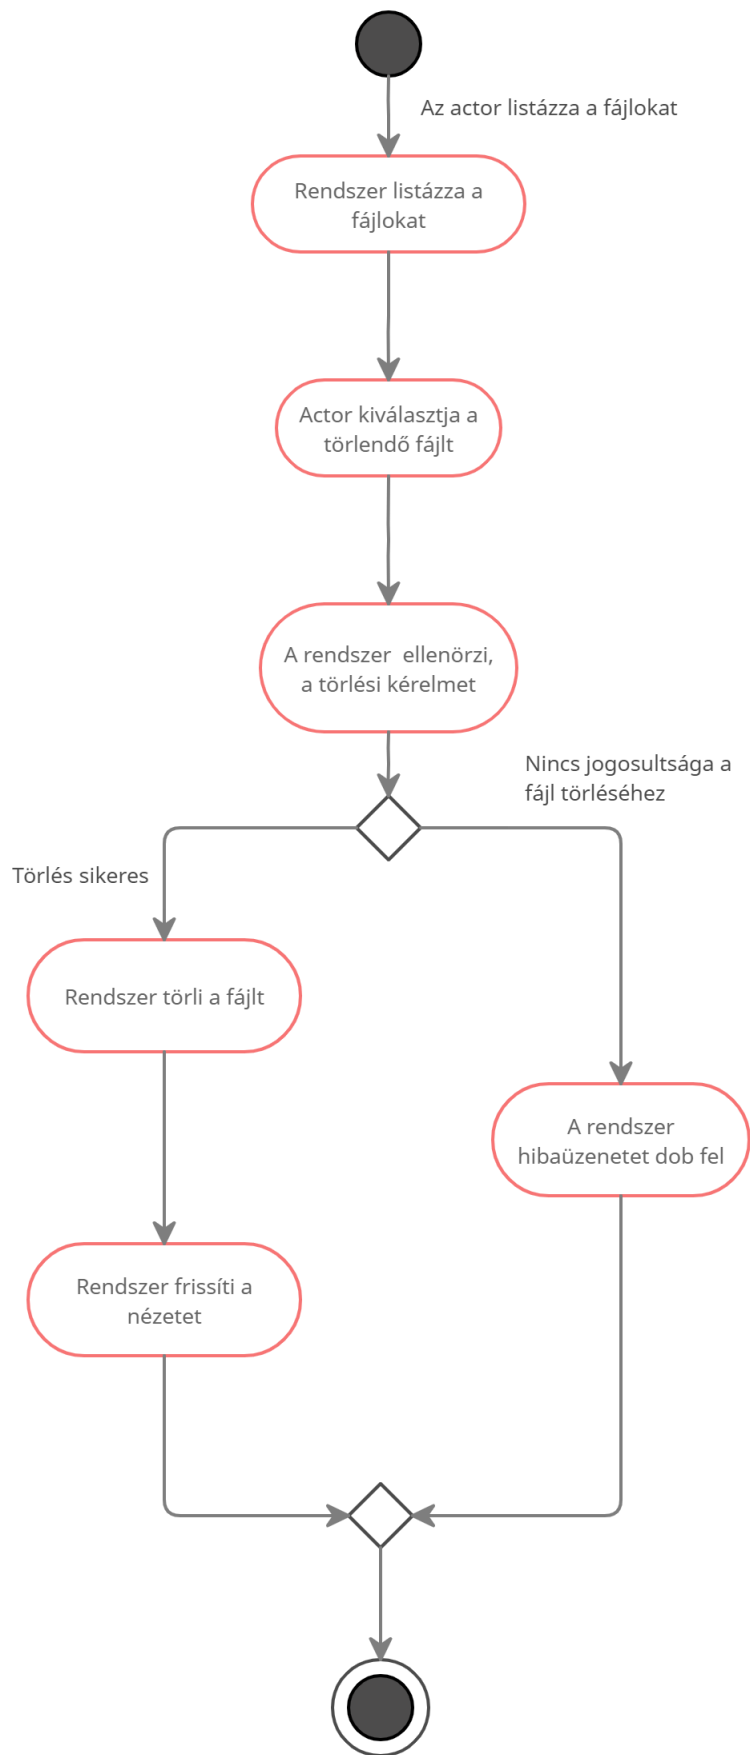 Az actor listázza a fájlokat
Rendszer listázza a
fájlokat
Actor kiválasztja a
törlendő fájlt
A rendszer  ellenörzi,
a törlési kérelmet
Nincs jogosultsága a
fájl törléséhez
Törlés sikeres
Rendszer törli a fájlt
A rendszer
hibaüzenetet dob fel
Rendszer frissíti a
nézetet